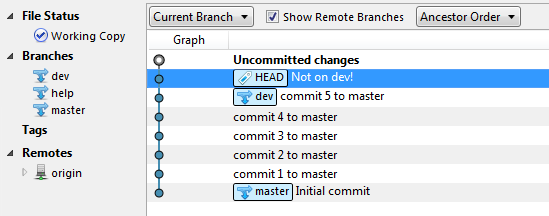 File Status
Working Copy
Branches
dev
help
master
Tags
Remotes
origin
Current Branch
Show Remote Branches
Ancestor Order
Graph
Uncommitted changes
HEAD Not on dev!
dev commit 5 to master
commit 4 to master
commit 3 to master
commit 2 to master
commit 1 to master
master Initial commit